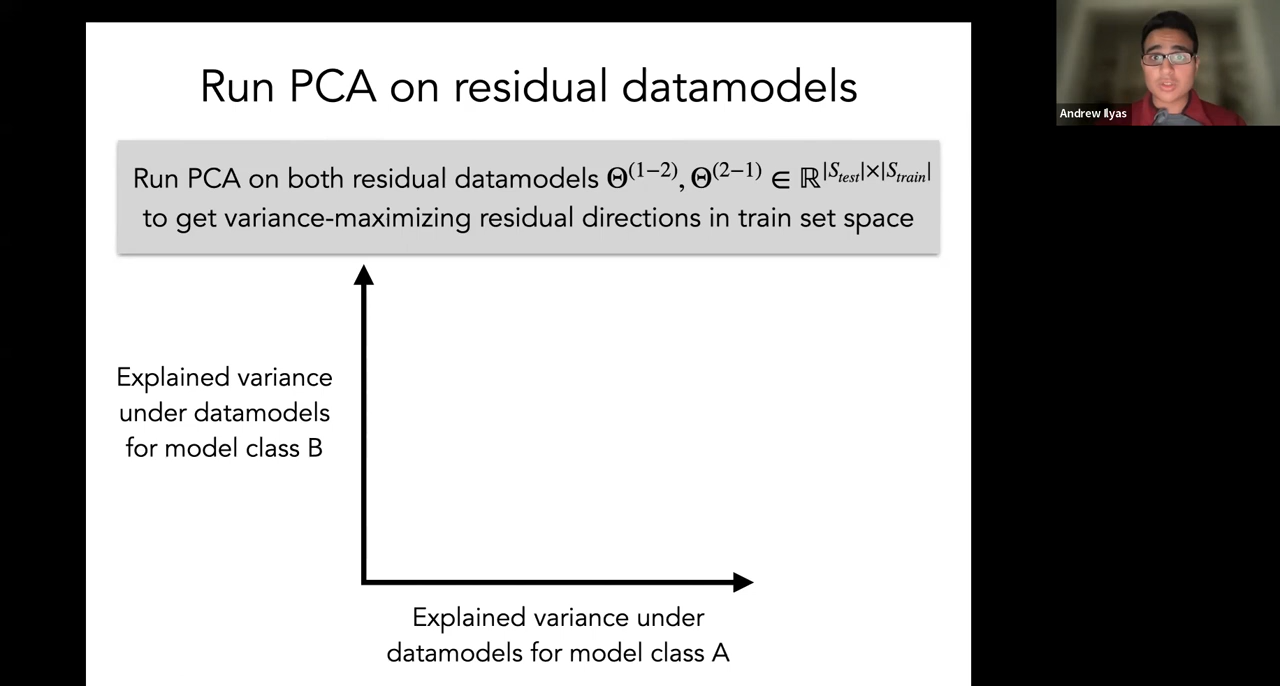 Run PCA on residual datamodels
Andrew Ilyas
Run PCA on both residual datamodels Θ^(1−2), Θ^(2−1) ∈ ℝ^|S_test|×|S_train|
to get variance-maximizing residual directions in train set space
Explained variance
under datamodels
for model class B
Explained variance under
datamodels for model class A